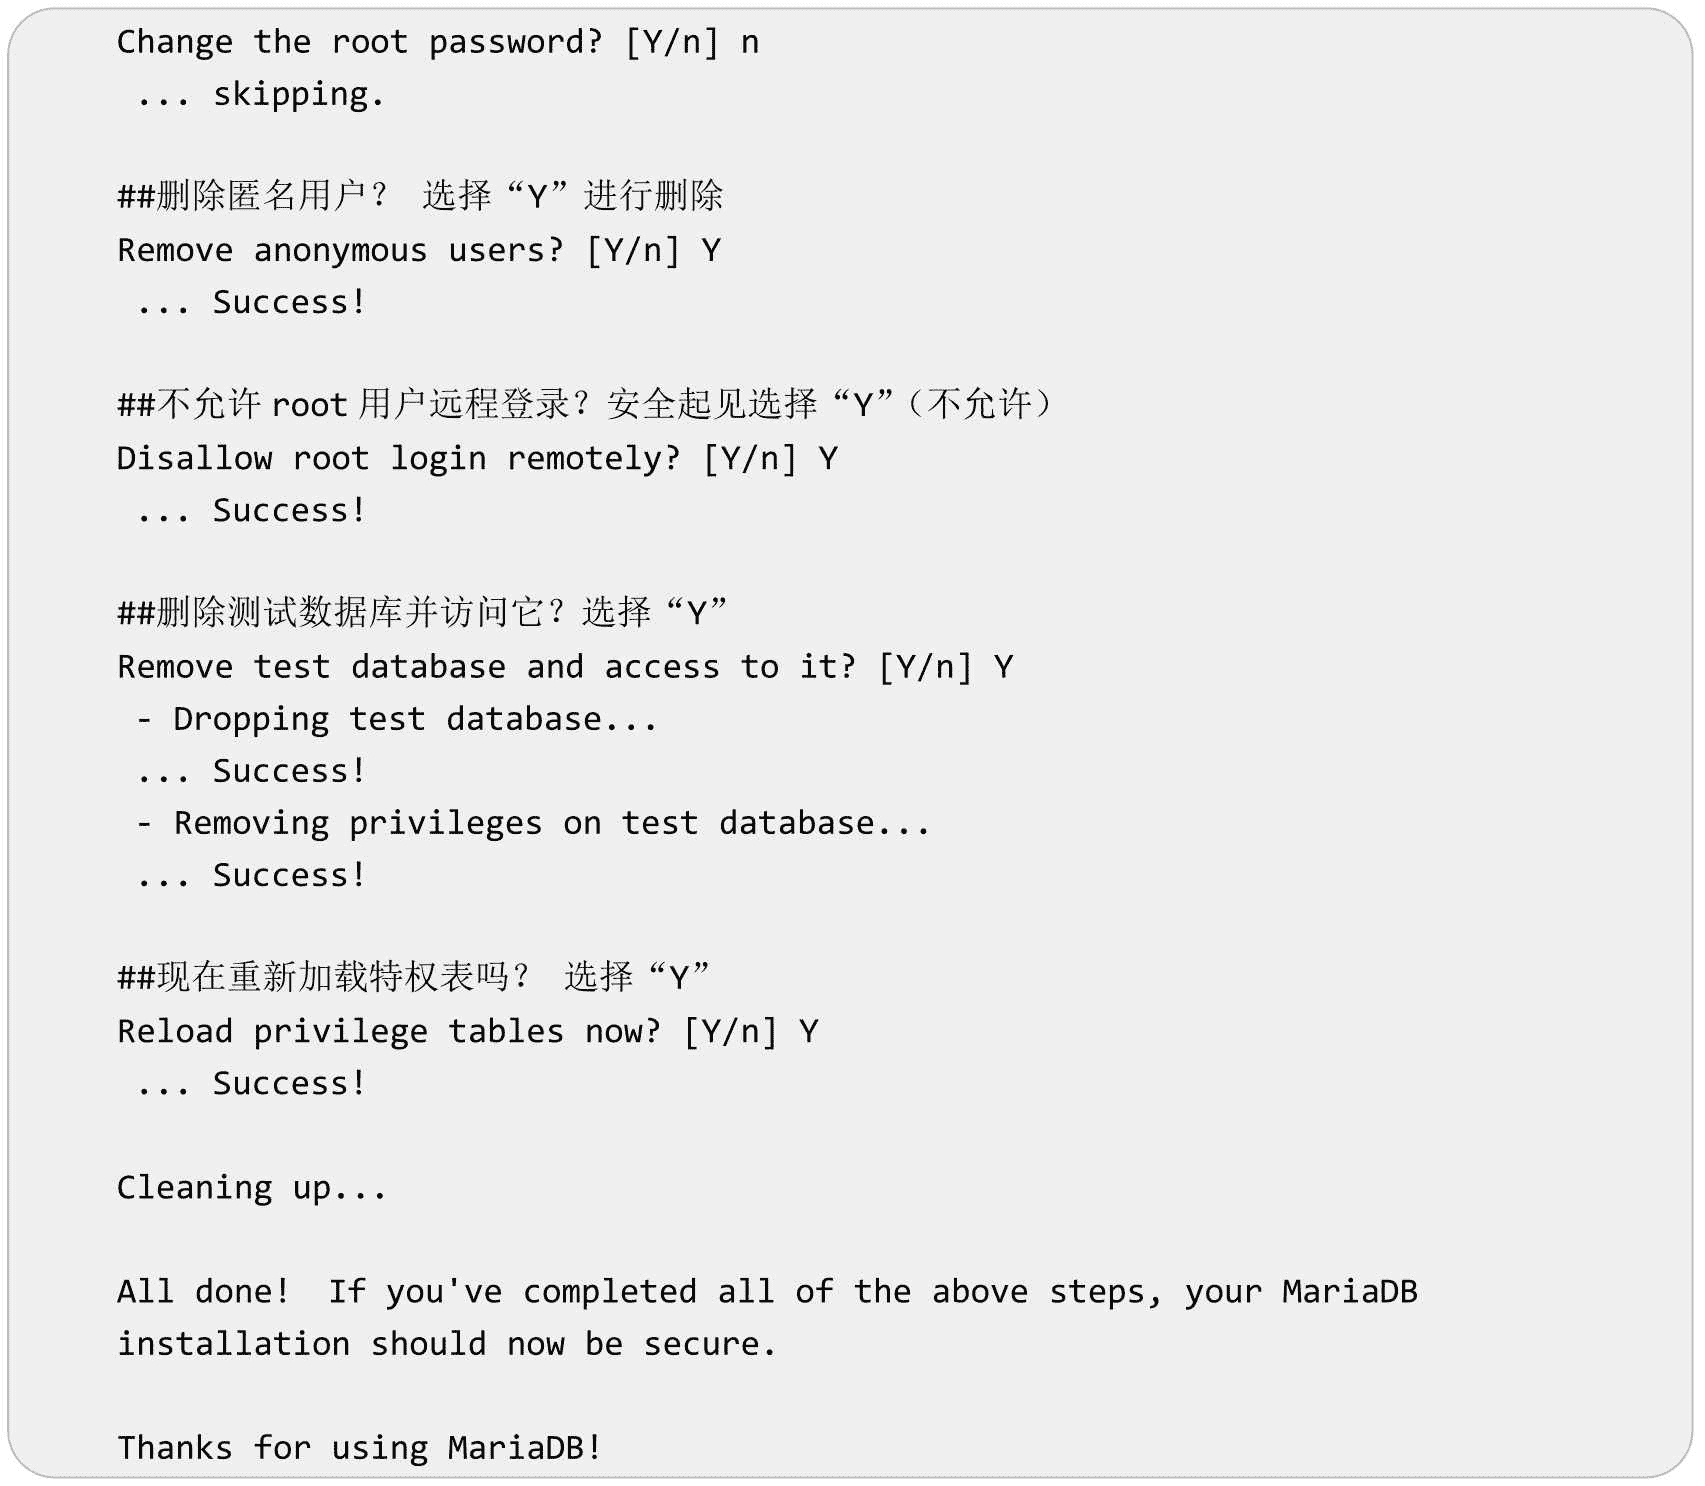 Change the root password? [Y/n] n
... skipping.
##删除匿名用户？ 选择“Y”进行删除
Remove anonymous users? [Y/n] Y
... Success!
##不允许 root 用户远程登录？安全起见选择“Y”（不允许）
Disallow root login remotely? [Y/n] Y
... Success!
##删除测试数据库并访问它？选择“Y”
Remove test database and access to it? [Y/n] Y
- Dropping test database...
... Success!
- Removing privileges on test database...
... Success!
##现在重新加载特权表吗？ 选择“Y”
Reload privilege tables now? [Y/n] Y
... Success!
Cleaning up...
All done!  If you've completed all of the above steps, your MariaDB
installation should now be secure.
Thanks for using MariaDB!